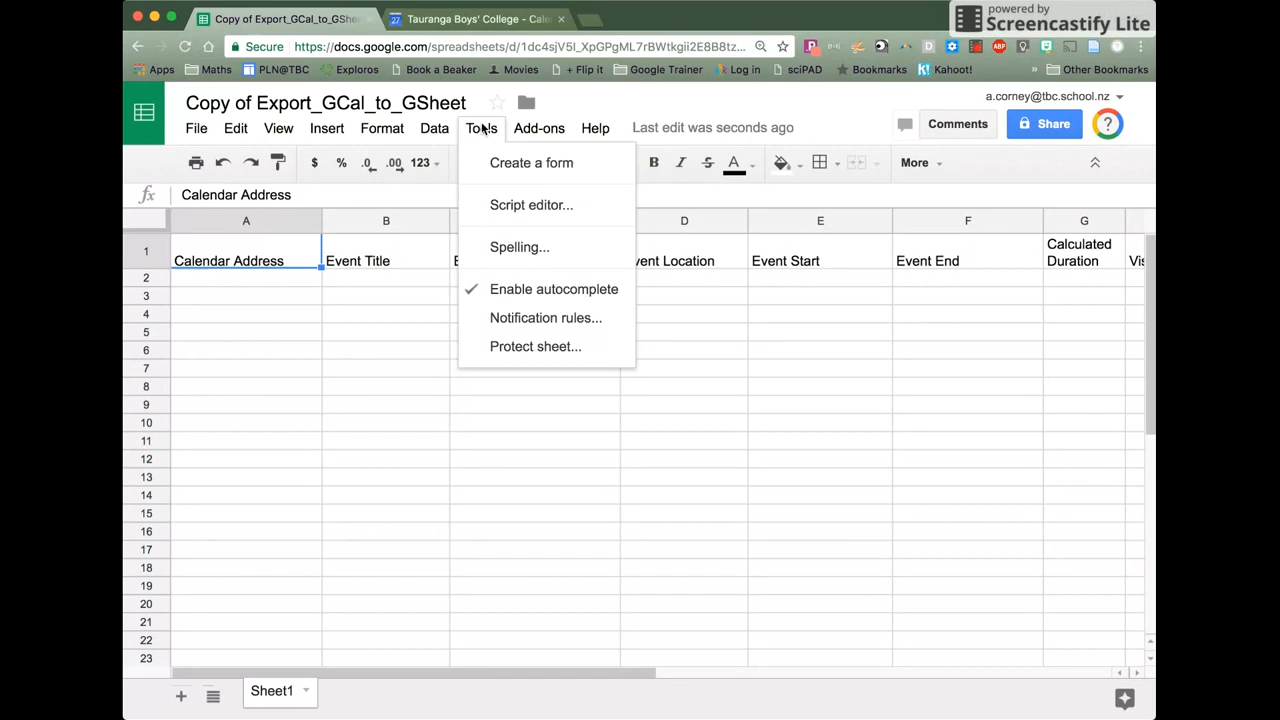 powered by
Screencastify Lite
Copy of Export_GCal_to_GShe
27 Tauranga Boys' College - Cale
Secure https://docs.google.com/spreadsheets/d/1dc4sjV5I_XpGPgML7rBWtkgii2E8B8tz...
Apps Maths PLN@TBC Exploros Book a Beaker Movies + Flip it Google Trainer Log in sciPAD Bookmarks Kahoot! » Other Bookmarks
Copy of Export_GCal_to_GSheet
a.corney@tbc.school.nz
File Edit View Insert Format Data Tools Add-ons Help Last edit was seconds ago
Comments Share ?
$ % .0 .00 123 B I S A More
Create a form
Script editor...
Spelling...
Enable autocomplete
Notification rules...
Protect sheet...
fx Calendar Address
A B D E F G
1 Calendar Address Event Title E vent Location Event Start Event End Calculated Duration Vis
2
3
4
5
6
7
8
9
10
11
12
13
14
15
16
17
18
19
20
21
22
23
+ Sheet1